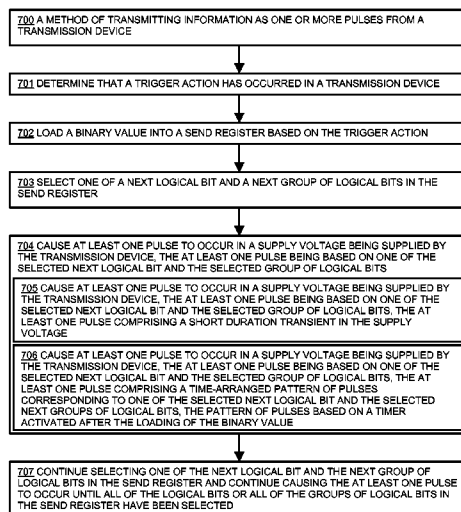 700 A METHOD OF TRANSMITTING INFORMATION AS ONE OR MORE PULSES FROM A
TRANSMISSION DEVICE
701 DETERMINE THAT A TRIGGER ACTION HAS OCCURRED IN A TRANSMISSION DEVICE
702 LOAD A BINARY VALUE INTO A SEND REGISTER BASED ON THE TRIGGER ACTION
703 SELECT ONE OF A NEXT LOGICAL BIT AND A NEXT GROUP OF LOGICAL BITS IN THE
SEND REGISTER
704 CAUSE AT LEAST ONE PULSE TO OCCUR IN A SUPPLY VOLTAGE BEING SUPPLIED BY
THE TRANSMISSION DEVICE, THE AT LEAST ONE PULSE BEING BASED ON ONE OF THE
SELECTED NEXT LOGICAL BIT AND THE SELECTED GROUP OF LOGICAL BITS
705 CAUSE AT LEAST ONE PULSE TO OCCUR IN A SUPPLY VOLTAGE BEING SUPPLIED BY
THE TRANSMISSION DEVICE, THE AT LEAST ONE PULSE BEING BASED ON ONE OF THE
SELECTED NEXT LOGICAL BIT AND THE SELECTED GROUP OF LOGICAL BITS, THE AT
LEAST ONE PULSE COMPRISING A SHORT DURATION TRANSIENT IN THE SUPPLY
VOLTAGE
706 CAUSE AT LEAST ONE PULSE TO OCCUR IN A SUPPLY VOLTAGE BEING SUPPLIED BY
THE TRANSMISSION DEVICE, THE AT LEAST ONE PULSE BEING BASED ON ONE OF THE
SELECTED NEXT LOGICAL BIT AND THE SELECTED GROUP OF LOGICAL BITS, THE AT
LEAST ONE PULSE COMPRISING A TIME-ARRANGED PATTERN OF PULSES
CORRESPONDING TO ONE OF THE SELECTED NEXT LOGICAL BIT AND THE SELECTED
NEXT GROUPS OF LOGICAL BITS, THE PATTERN OF PULSES BASED ON A TIMER
ACTIVATED AFTER THE LOADING OF THE BINARY VALUE
707 CONTINUE SELECTING ONE OF THE NEXT LOGICAL BIT AND THE NEXT GROUP OF
LOGICAL BITS IN THE SEND REGISTER AND CONTINUE CAUSING THE AT LEAST ONE PULSE
TO OCCUR UNTIL ALL OF THE LOGICAL BITS OR ALL OF THE GROUPS OF LOGICAL BITS IN
THE SEND REGISTER HAVE BEEN SELECTED